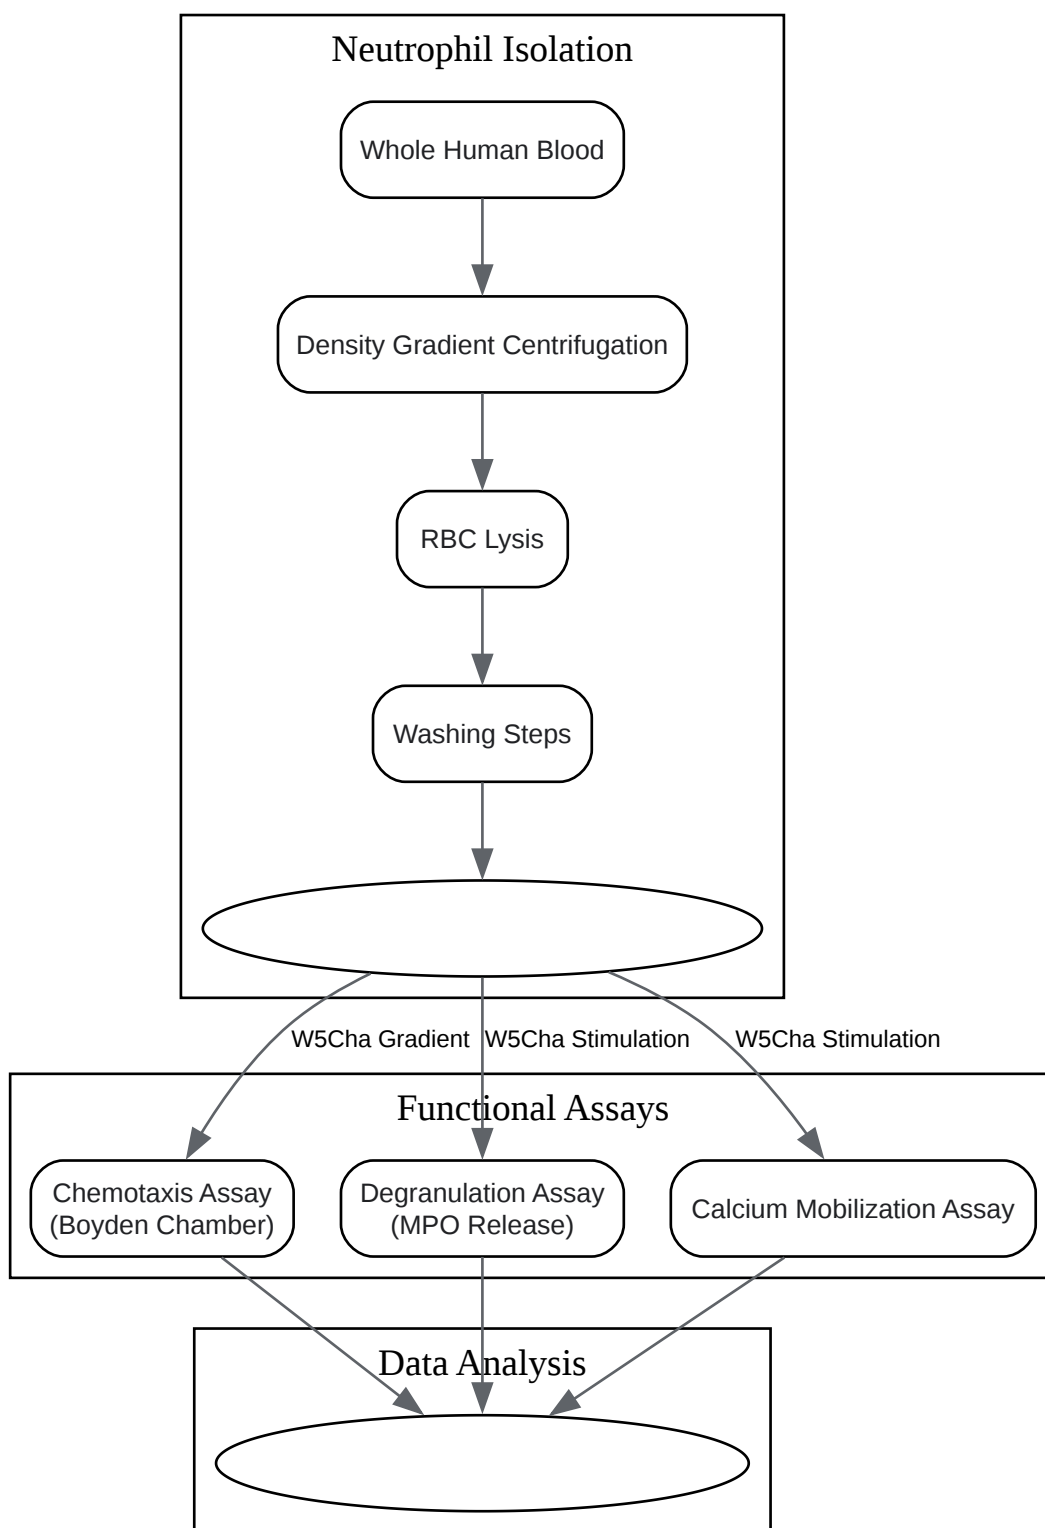 Neutrophil Isolation
Whole Human Blood
Density Gradient Centrifugation
RBC Lysis
Washing Steps
W5Cha Gradient
W5Cha Stimulation
W5Cha Stimulation
Functional Assays
Chemotaxis Assay
(Boyden Chamber)
Degranulation Assay
(MPO Release)
Calcium Mobilization Assay
Data Analysis